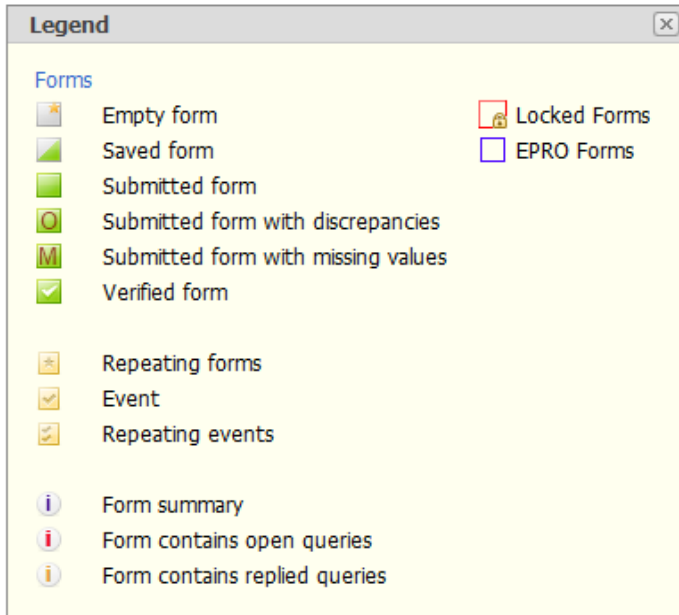 Legend
Forms
Empty form
Locked Forms
Saved form
EPRO Forms
Submitted form
O Submitted form with discrepancies
M Submitted form with missing values
Verified form
Repeating forms
Event
Repeating events
i Form summary
i Form contains open queries
i Form contains replied queries